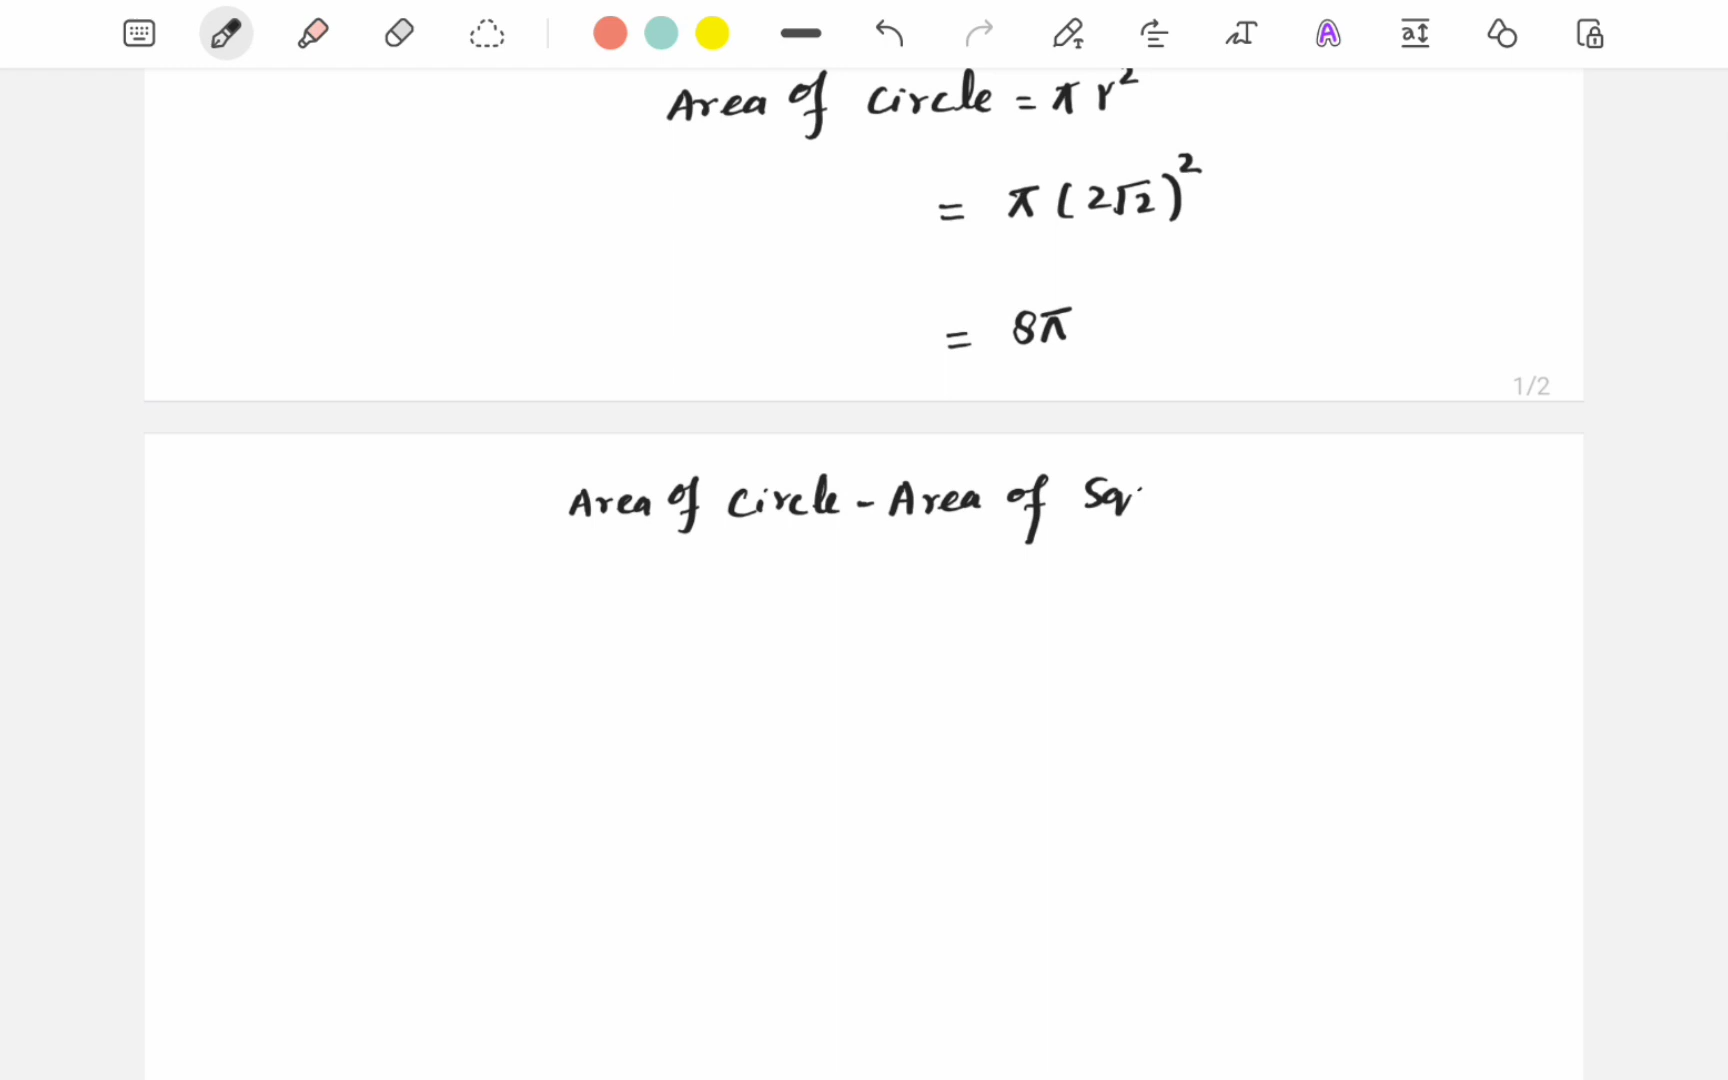 Area of circle = π r²
= π (2√2)²
= 8π
1/2
Area of circle - Area of Sq